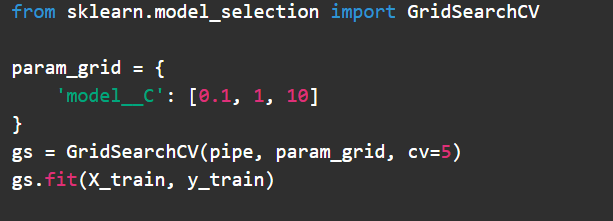 from sklearn.model_selection import GridSearchCV
param_grid = {
    'model__C': [0.1, 1, 10]
}
gs = GridSearchCV(pipe, param_grid, cv=5)
gs.fit(X_train, y_train)